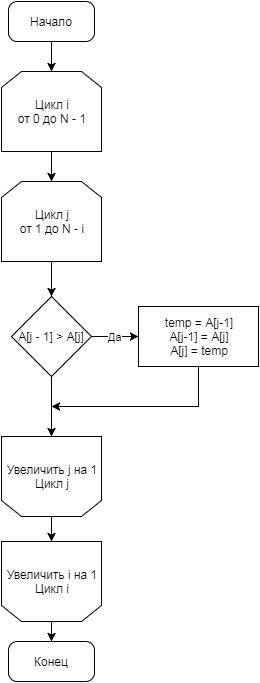 Начало
Цикл i
от 0 до N - 1
Цикл j
от 1 до N - i
A[j - 1] > A[j]
Да
temp = A[j-1]
A[j-1] = A[j]
A[j] = temp
Увеличить j на 1
Цикл j
Увеличить i на 1
Цикл i
Конец